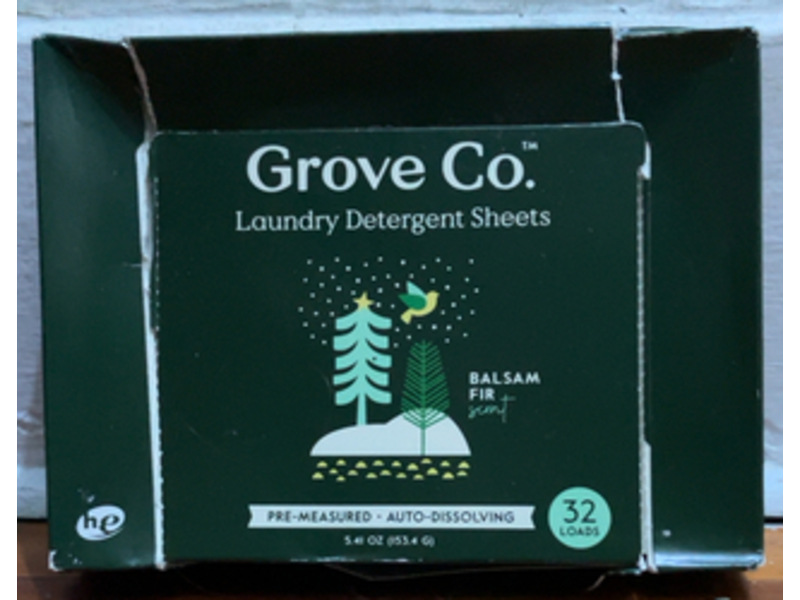 Grove Co.™
Laundry Detergent Sheets
BALSAM
FIR
scent
PRE-MEASURED · AUTO-DISSOLVING
32
LOADS
5.41 OZ (153.4 G)
he